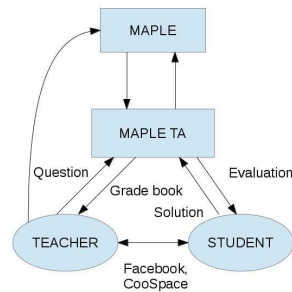 MAPLE
MAPLE TA
Question
Evaluation
Grade book
Solution
TEACHER
STUDENT
Facebook,
CooSpace